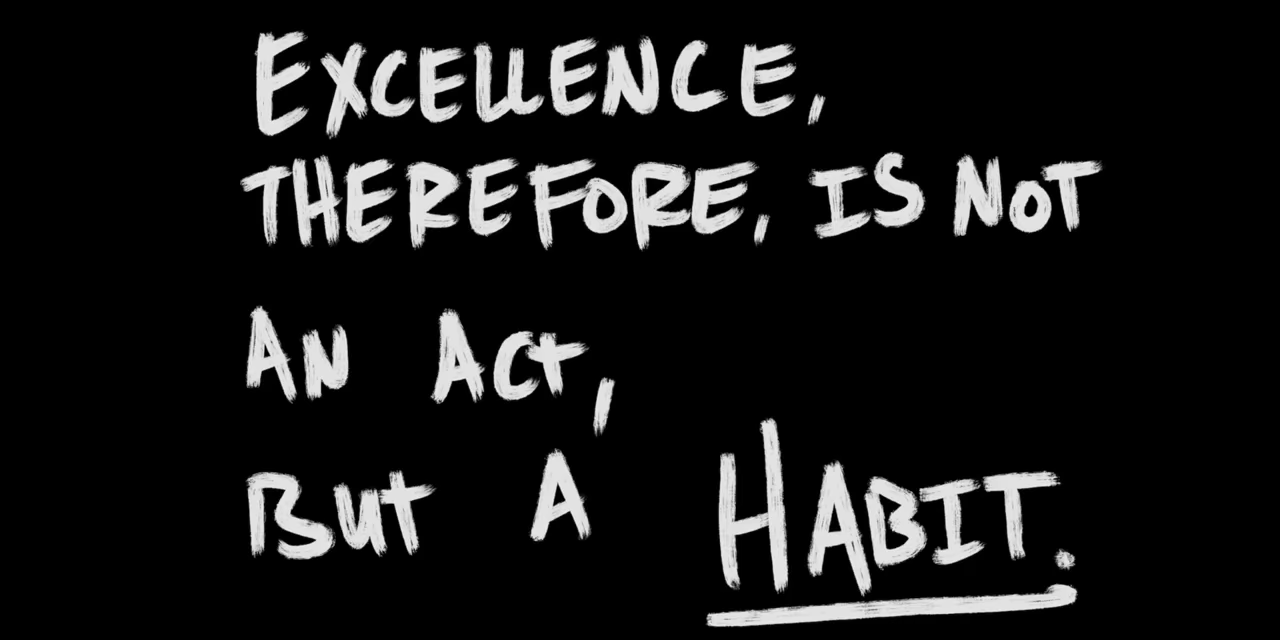 Excellence,
Therefore, is not
An Act,
But A Habit.